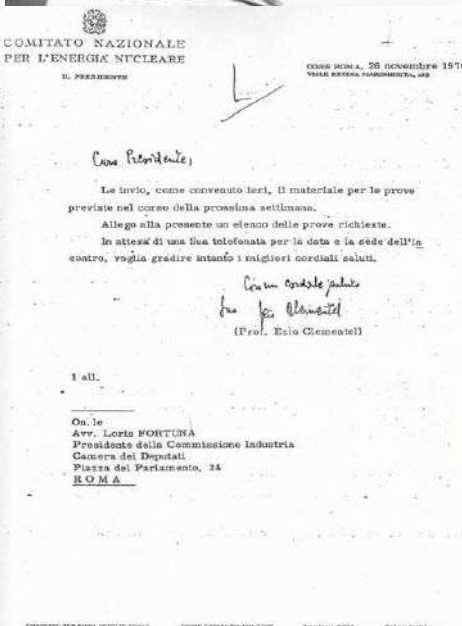 COMITATO NAZIONALE
PER L'ENERGIA NUCLEARE
IL PRESIDENTE
00198 ROMA, 26 novembre 197
VIALE REGINA MARGHERITA, 125
Caro Presidente,
Le invio, come convenuto ieri, il materiale per le prove
previste nel corso della prossima settimana.
Allego alla presente un elenco delle prove richieste.
In attesa di una Sua telefonata per la data e la sede dell'in
contro, voglia gradire intanto i migliori cordiali saluti.
Con un cordiale saluto
Suo Ezio Clementel
(Prof. Ezio Clementel)
1 all.
On. le
Avv. Loris FORTUNA
Presidente della Commissione Industria
Camera dei Deputati
Piazza del Parlamento, 24
ROMA